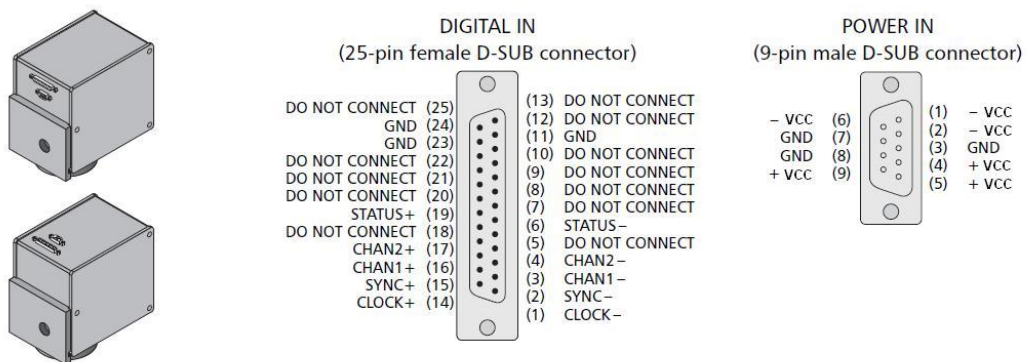 DIGITAL IN
(25-pin female D-SUB connector)
DO NOT CONNECT (25)
GND (24)
GND (23)
DO NOT CONNECT (22)
DO NOT CONNECT (21)
DO NOT CONNECT (20)
STATUS+ (19)
DO NOT CONNECT (18)
CHAN2+ (17)
CHAN1+ (16)
SYNC+ (15)
CLOCK+ (14)
(13) DO NOT CONNECT
(12) DO NOT CONNECT
(11) GND
(10) DO NOT CONNECT
(9) DO NOT CONNECT
(8) DO NOT CONNECT
(7) DO NOT CONNECT
(6) STATUS−
(5) DO NOT CONNECT
(4) CHAN2−
(3) CHAN1−
(2) SYNC−
(1) CLOCK−
POWER IN
(9-pin male D-SUB connector)
− VCC (6)
GND (7)
GND (8)
+ VCC (9)
(1) − VCC
(2) − VCC
(3) GND
(4) + VCC
(5) + VCC